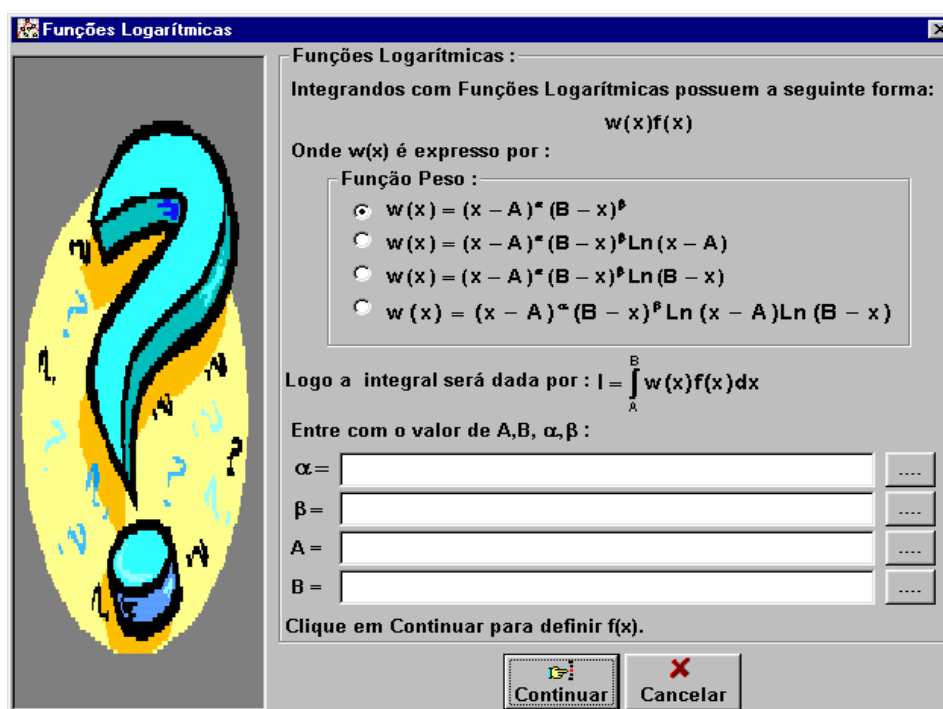 Funções Logarítmicas
Funções Logarítmicas :
Integrandos com Funções Logarítmicas possuem a seguinte forma:
w(x)f(x)
Onde w(x) é expresso por :
Função Peso :
w(x) = (x – A)^α (B – x)^β
w(x) = (x – A)^α (B – x)^β Ln(x – A)
w(x) = (x – A)^α (B – x)^β Ln(B – x)
w (x) = (x – A)^α (B – x)^β Ln (x – A)Ln (B – x)
Logo a integral será dada por : I = ∫_A^B w(x)f(x)dx
Entre com o valor de A,B, α,β :
α =
....
β =
....
A =
....
B =
....
Clique em Continuar para definir f(x).
Continuar
Cancelar